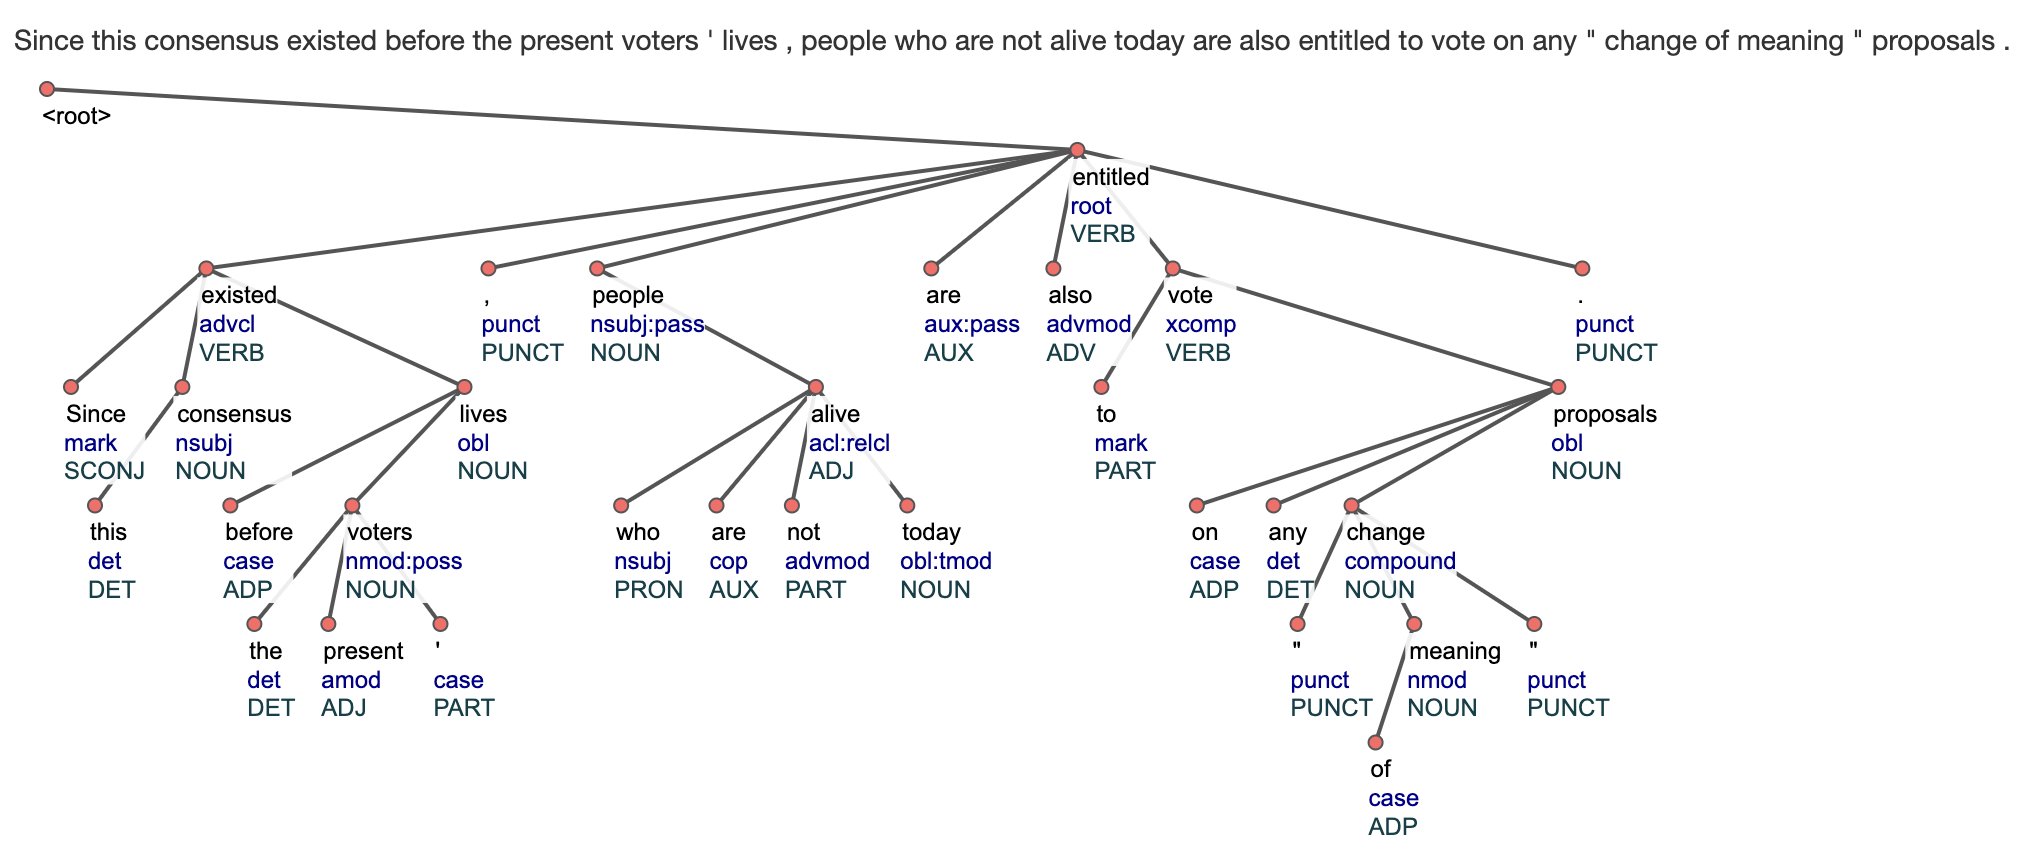 Since this consensus existed before the present voters ' lives , people who are not alive today are also entitled to vote on any " change of meaning " proposals .
<root>
entitled
root
VERB
existed , people are also vote .
advcl punct nsubj:pass aux:pass advmod xcomp punct
VERB PUNCT NOUN AUX ADV VERB PUNCT
Since consensus lives alive to proposals
mark nsubj obl acl:relcl mark obl
SCONJ NOUN NOUN ADJ PART NOUN
this before voters who are not today on any change
det case nmod:poss nsubj cop advmod obl:tmod case det compound
DET ADP NOUN PRON AUX PART NOUN ADP DET NOUN
the present ' " meaning "
det amod case punct nmod punct
DET ADJ PART PUNCT NOUN PUNCT
of
case
ADP